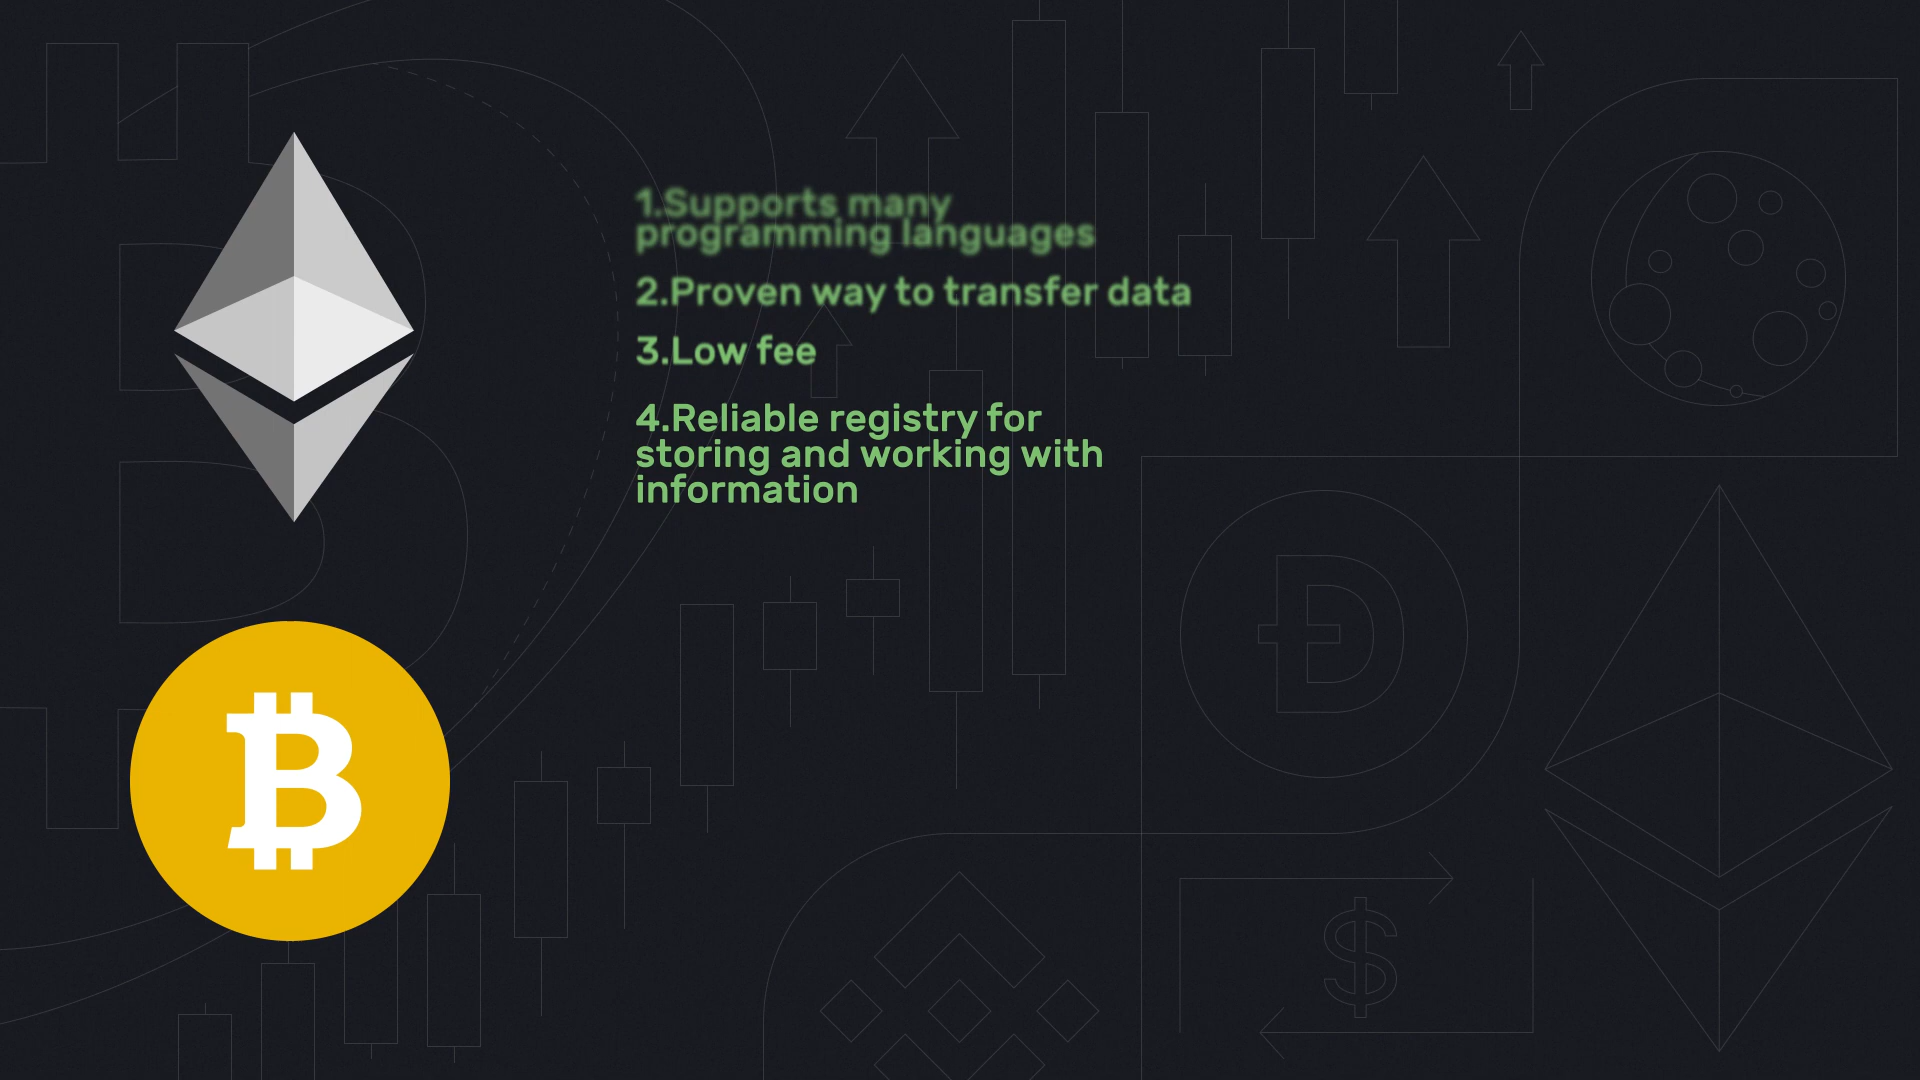 1.Supports many
programming languages
2.Proven way to transfer data
3.Low fee
4.Reliable registry for
storing and working with
information